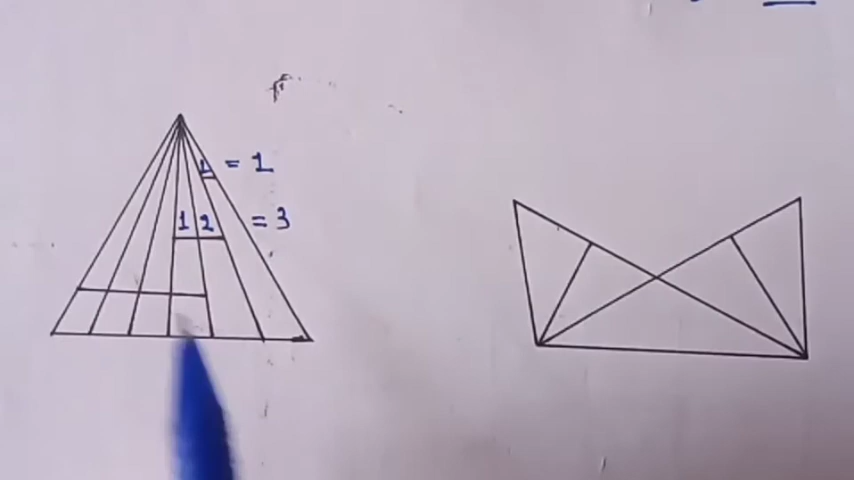 1 = 1
1 2 = 3